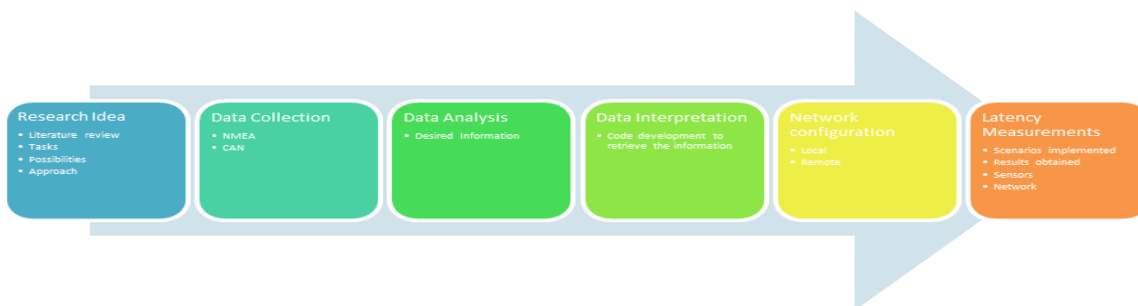 Research Idea
• Literature review
• Tasks
• Possibilities
• Approach
Data Collection
• NMEA
• CAN
Data Analysis
• Desired Information
Data Interpretation
• Code development to
retrieve the information
Network
configuration
• Local
• Remote
Latency
Measurements
• Scenarios implemented
• Results obtained
• Sensors
• Network